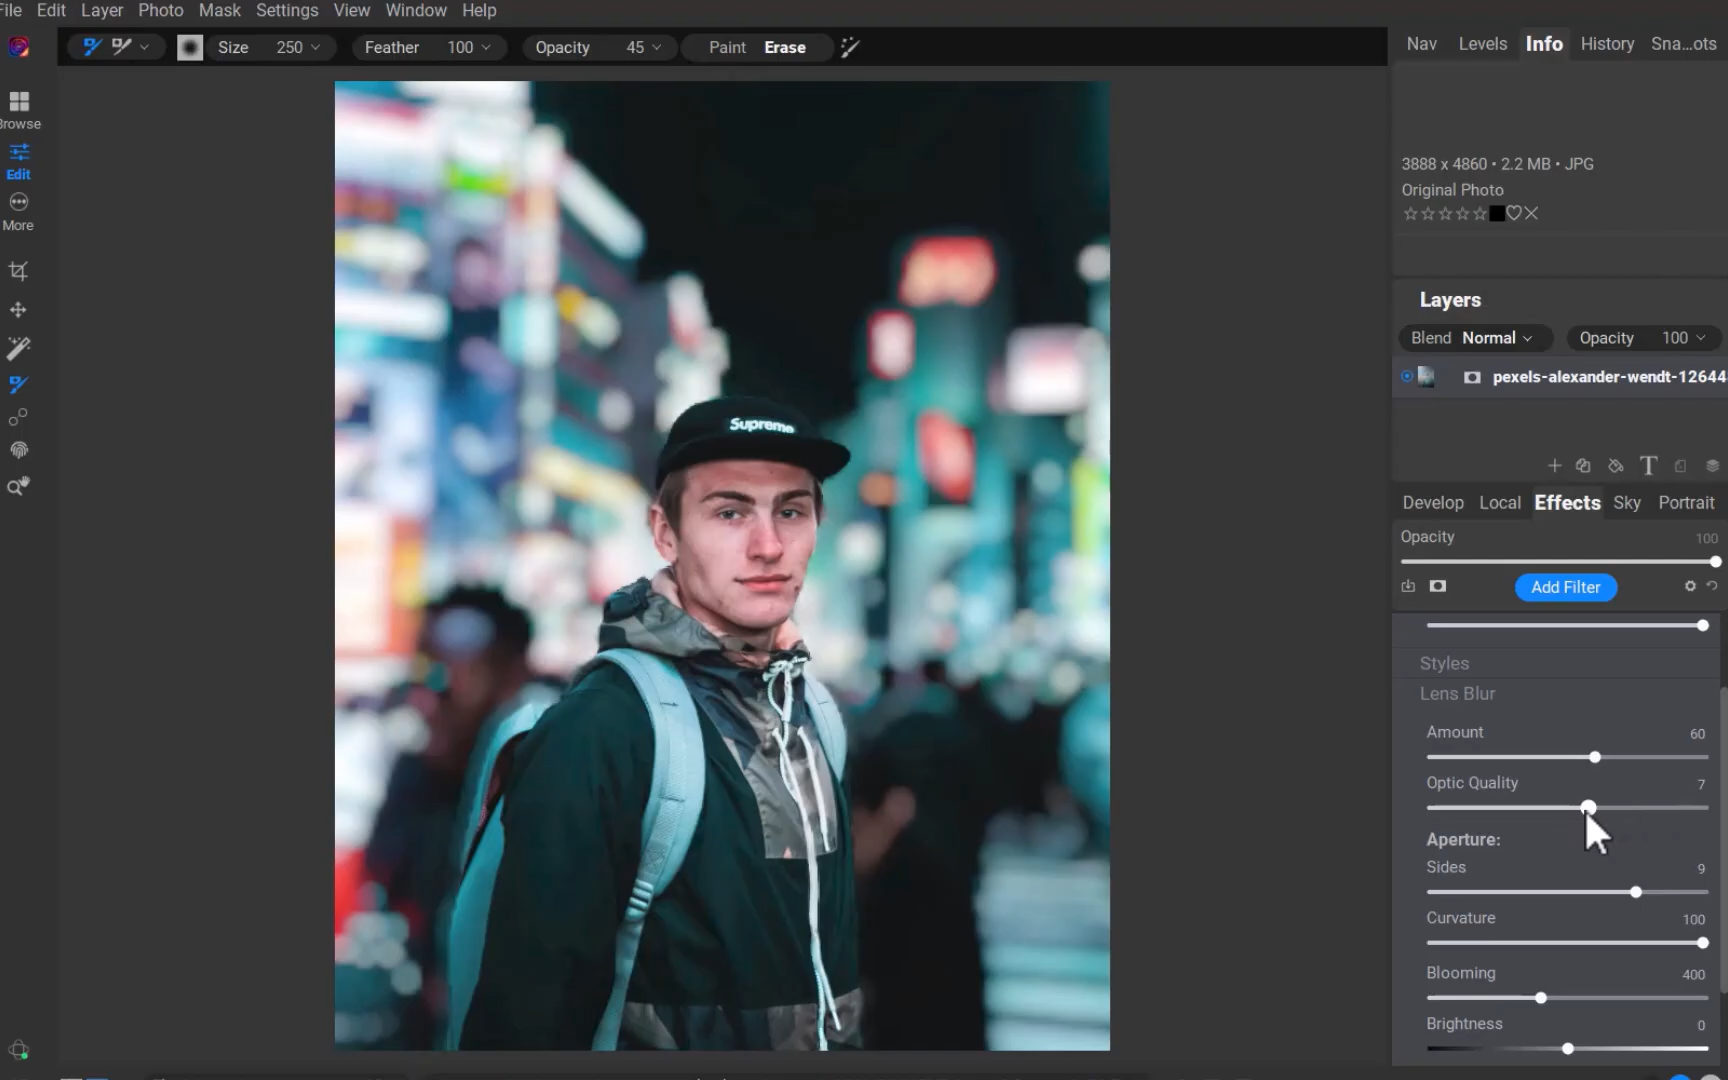 File Edit Layer Photo Mask Settings View Window Help
Size 250 Feather 100 Opacity 45 Paint Erase
Nav Levels Info History Sna...ots
Browse
Edit
More
3888 x 4860 • 2.2 MB • JPG
Original Photo
Layers
Blend Normal Opacity 100
pexels-alexander-wendt-12644
T
Develop Local Effects Sky Portrait
Opacity 100
Add Filter
Styles
Lens Blur
Amount 60
Optic Quality 7
Aperture:
Sides 9
Curvature 100
Blooming 400
Brightness 0
Supreme